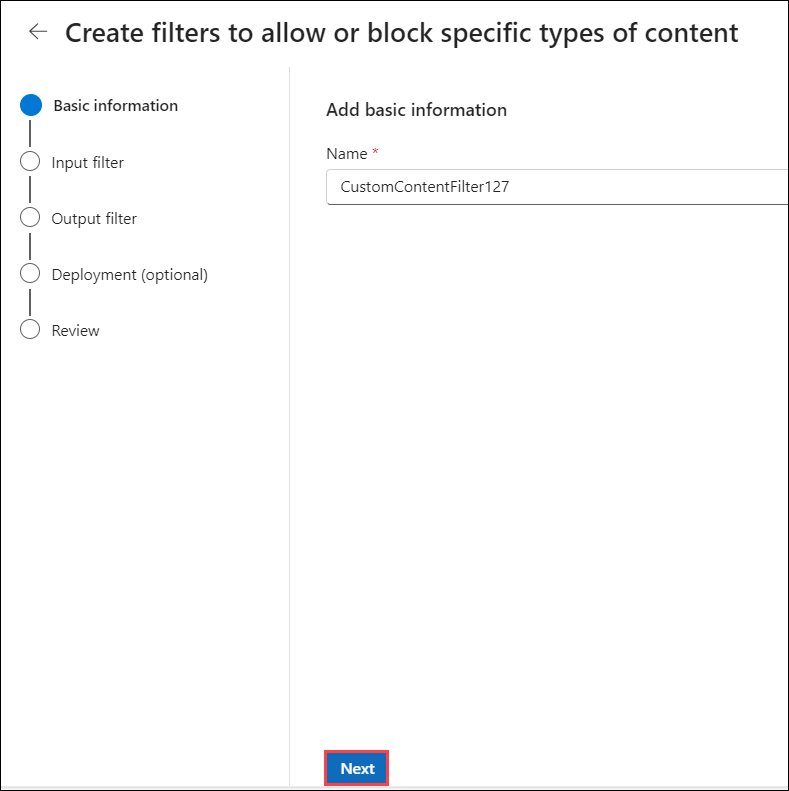 Create filters to allow or block specific types of content
Basic information
Input filter
Output filter
Deployment (optional)
Review
Add basic information
Name *
CustomContentFilter127
Next